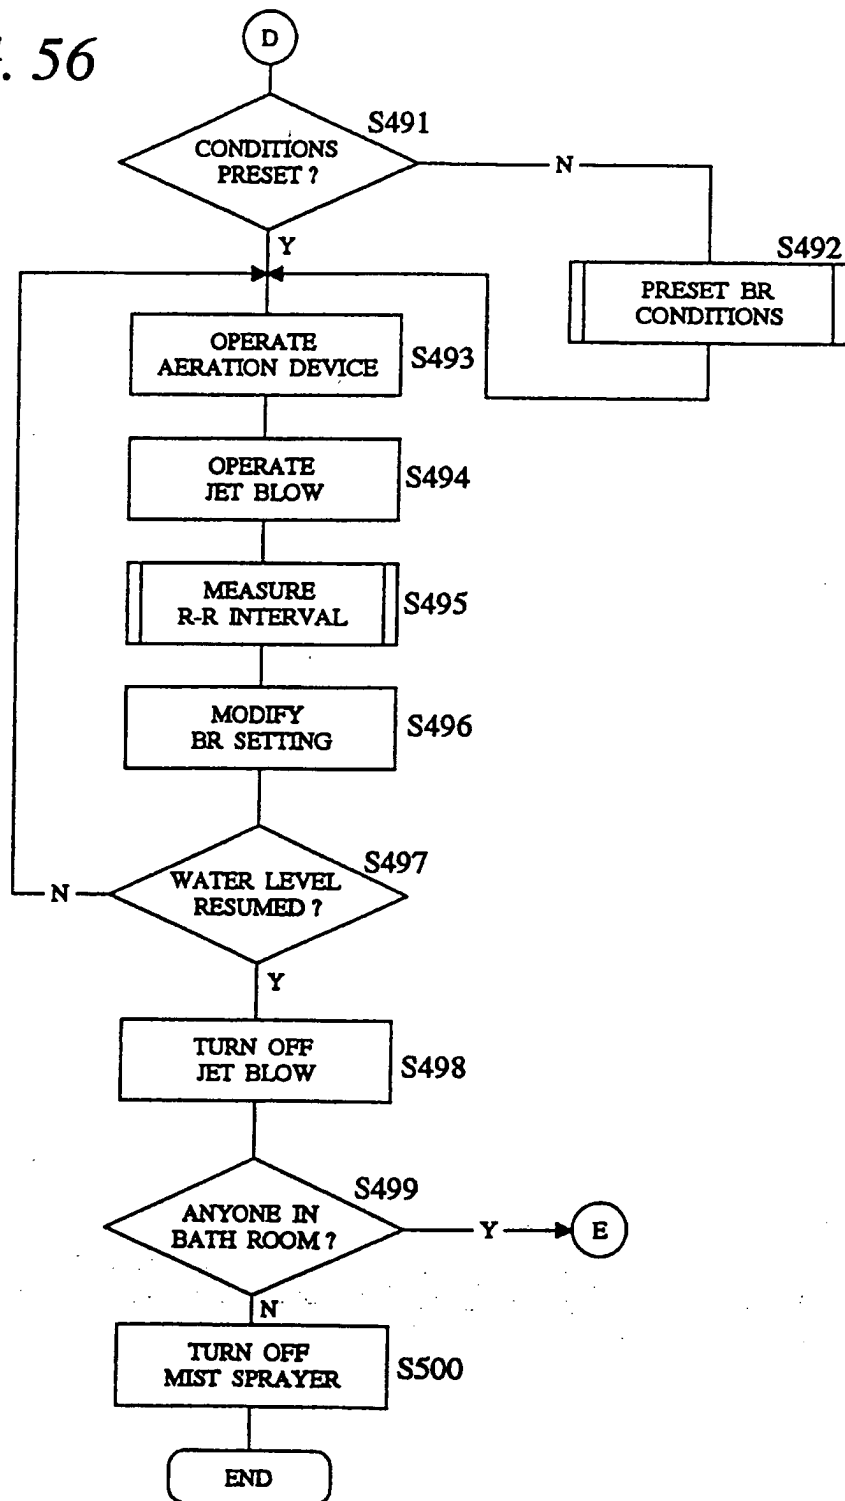 . 56
D
S491
CONDITIONS
PRESET ?
N
Y
S492
PRESET BR
CONDITIONS
OPERATE
AERATION DEVICE
S493
OPERATE
JET BLOW
S494
MEASURE
R-R INTERVAL
S495
MODIFY
BR SETTING
S496
S497
WATER LEVEL
RESUMED ?
N
Y
TURN OFF
JET BLOW
S498
S499
ANYONE IN
BATH ROOM ?
Y
E
N
TURN OFF
MIST SPRAYER
S500
END